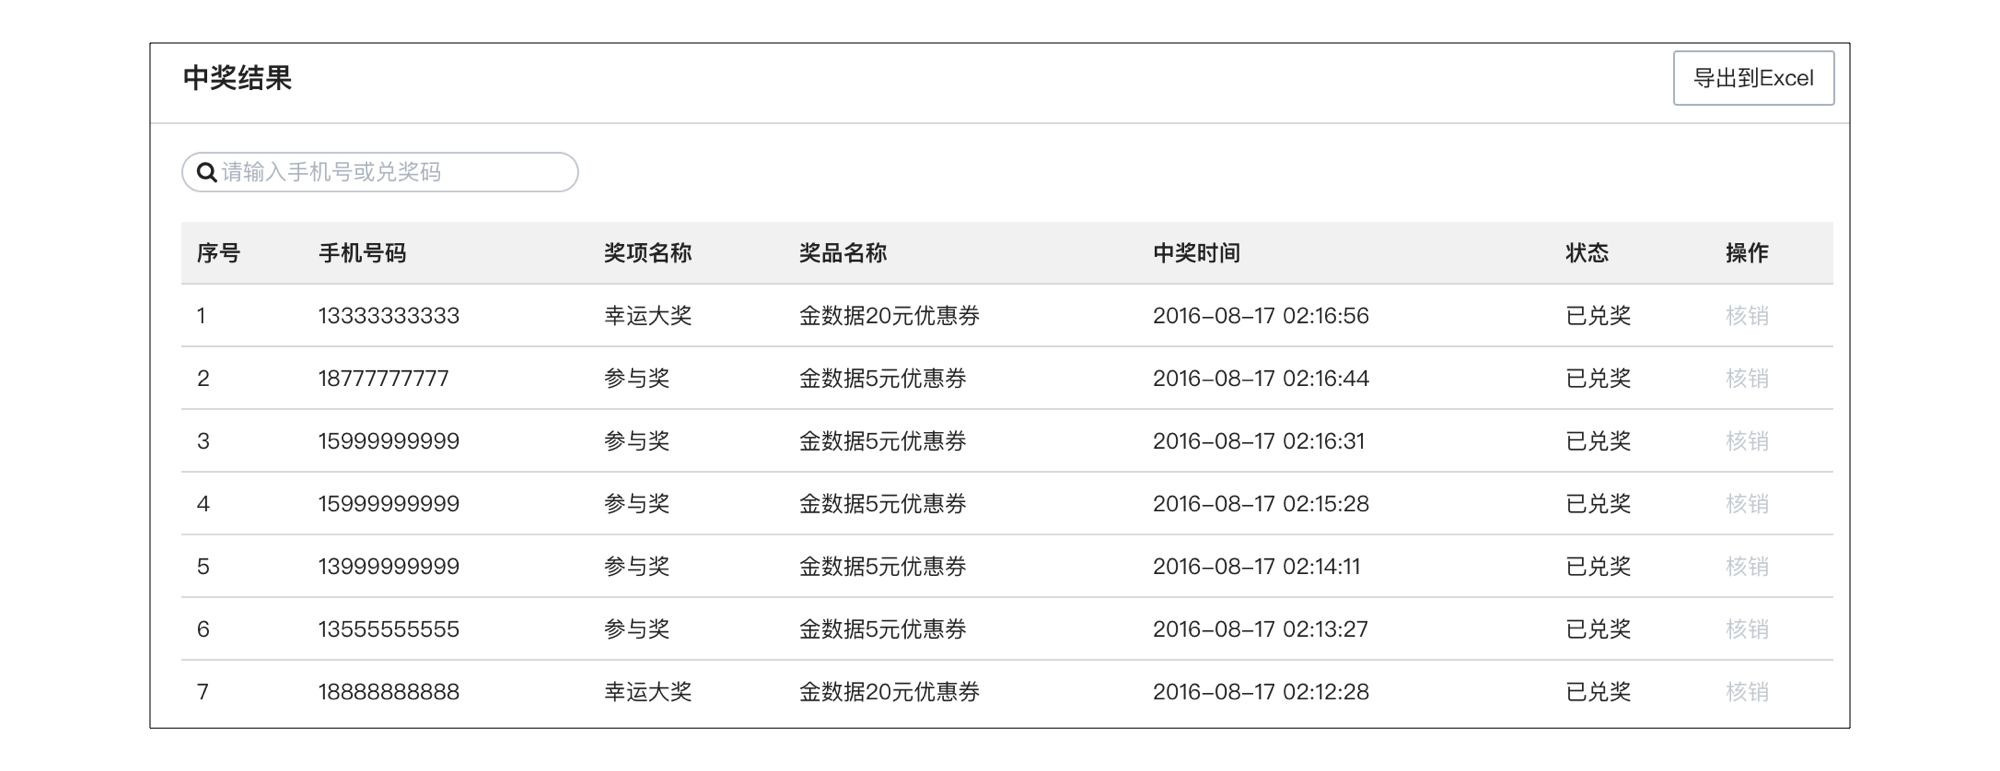 中奖结果 导出到Excel
请输入手机号或兑奖码
序号 手机号码 奖项名称 奖品名称 中奖时间 状态 操作
1 13333333333 幸运大奖 金数据20元优惠券 2016-08-17 02:16:56 已兑奖 核销
2 18777777777 参与奖 金数据5元优惠券 2016-08-17 02:16:44 已兑奖 核销
3 15999999999 参与奖 金数据5元优惠券 2016-08-17 02:16:31 已兑奖 核销
4 15999999999 参与奖 金数据5元优惠券 2016-08-17 02:15:28 已兑奖 核销
5 13999999999 参与奖 金数据5元优惠券 2016-08-17 02:14:11 已兑奖 核销
6 13555555555 参与奖 金数据5元优惠券 2016-08-17 02:13:27 已兑奖 核销
7 18888888888 幸运大奖 金数据20元优惠券 2016-08-17 02:12:28 已兑奖 核销